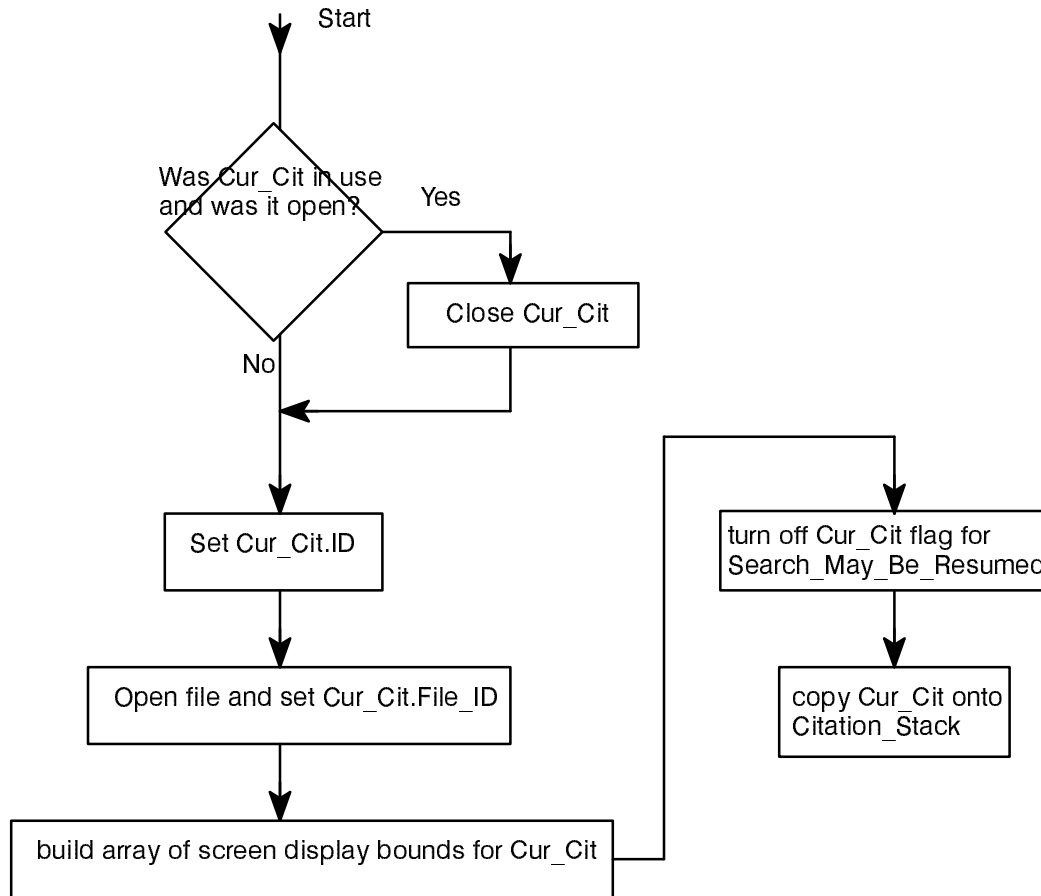 Start
Was Cur_Cit in use
and was it open?
Yes
Close Cur_Cit
No
Set Cur_Cit.ID
Open file and set Cur_Cit.File_ID
build array of screen display bounds for Cur_Cit
turn off Cur_Cit flag for
Search_May_Be_Resumed
copy Cur_Cit onto
Citation_Stack